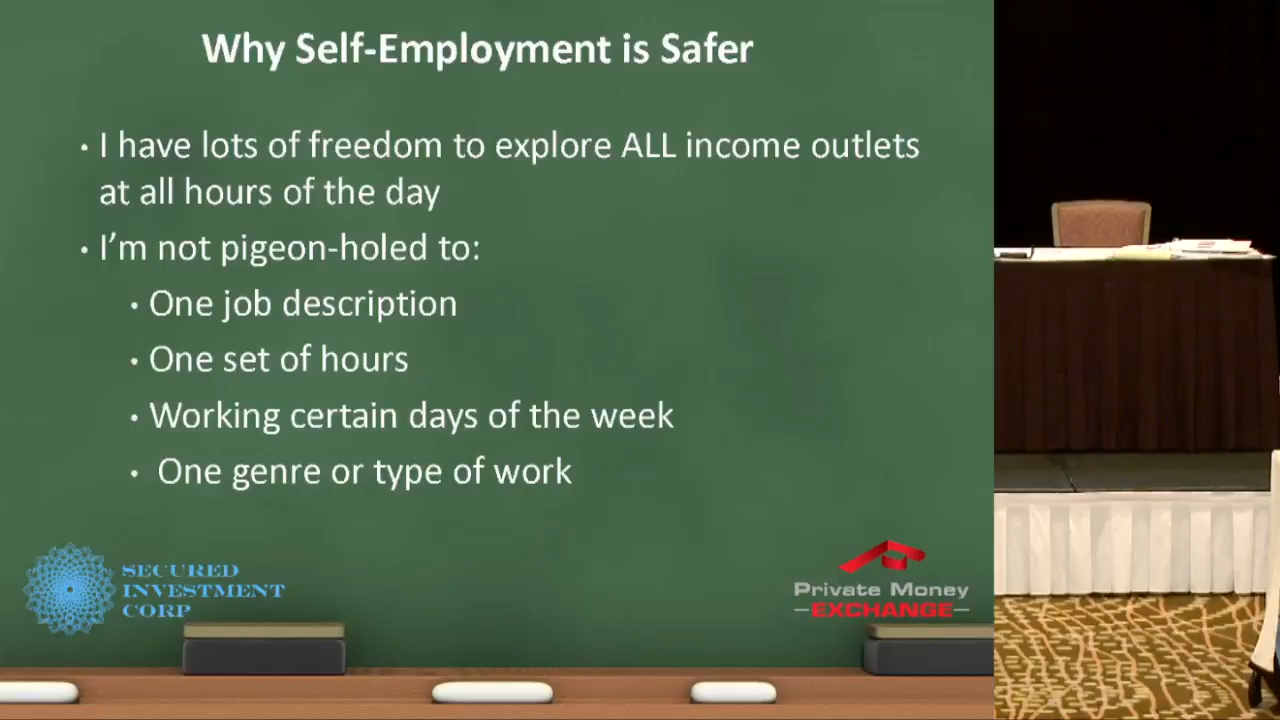 Why Self-Employment is Safer
• I have lots of freedom to explore ALL income outlets
at all hours of the day
• I’m not pigeon-holed to:
• One job description
• One set of hours
• Working certain days of the week
• One genre or type of work
SECURED
INVESTMENT
CORP
Private Money
EXCHANGE